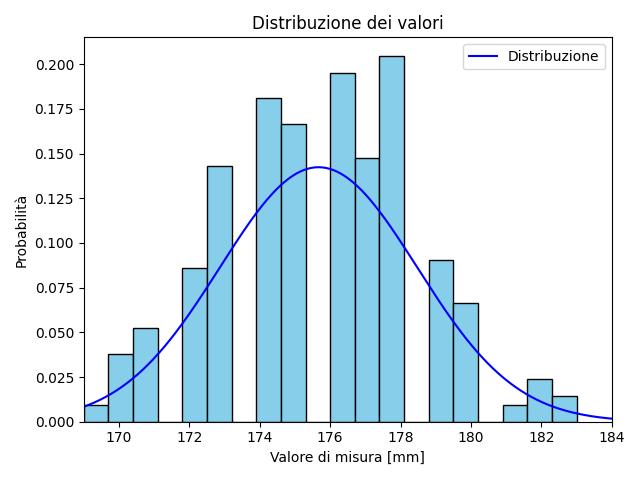 Distribuzione dei valori
Distribuzione
0.200
0.175
0.150
0.125
0.100
0.075
0.050
0.025
0.000
Probabilità
170 172 174 176 178 180 182 184
Valore di misura [mm]